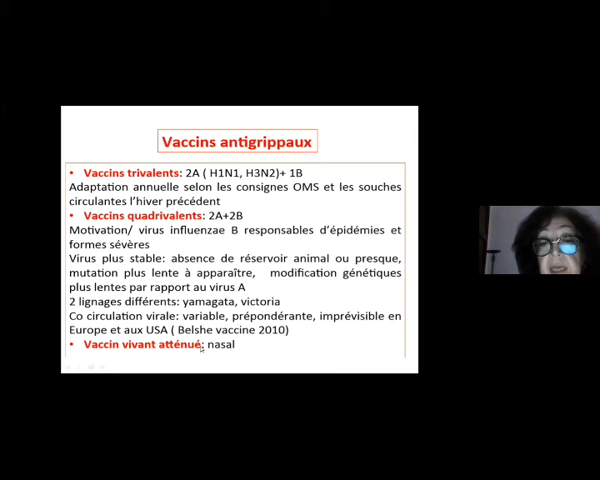 Vaccins antigrippaux
• Vaccins trivalents: 2A ( H1N1, H3N2)+ 1B
Adaptation annuelle selon les consignes OMS et les souches
circulantes l'hiver précédent
• Vaccins quadrivalents: 2A+2B
Motivation/ virus influenzae B responsables d'épidémies et
formes sévères
Virus plus stable: absence de réservoir animal ou presque,
mutation plus lente à apparaître, modification génétiques
plus lentes par rapport au virus A
2 lignages différents: yamagata, victoria
Co circulation virale: variable, prépondérante, imprévisible en
Europe et aux USA ( Belshe vaccine 2010)
• Vaccin vivant atténué: nasal